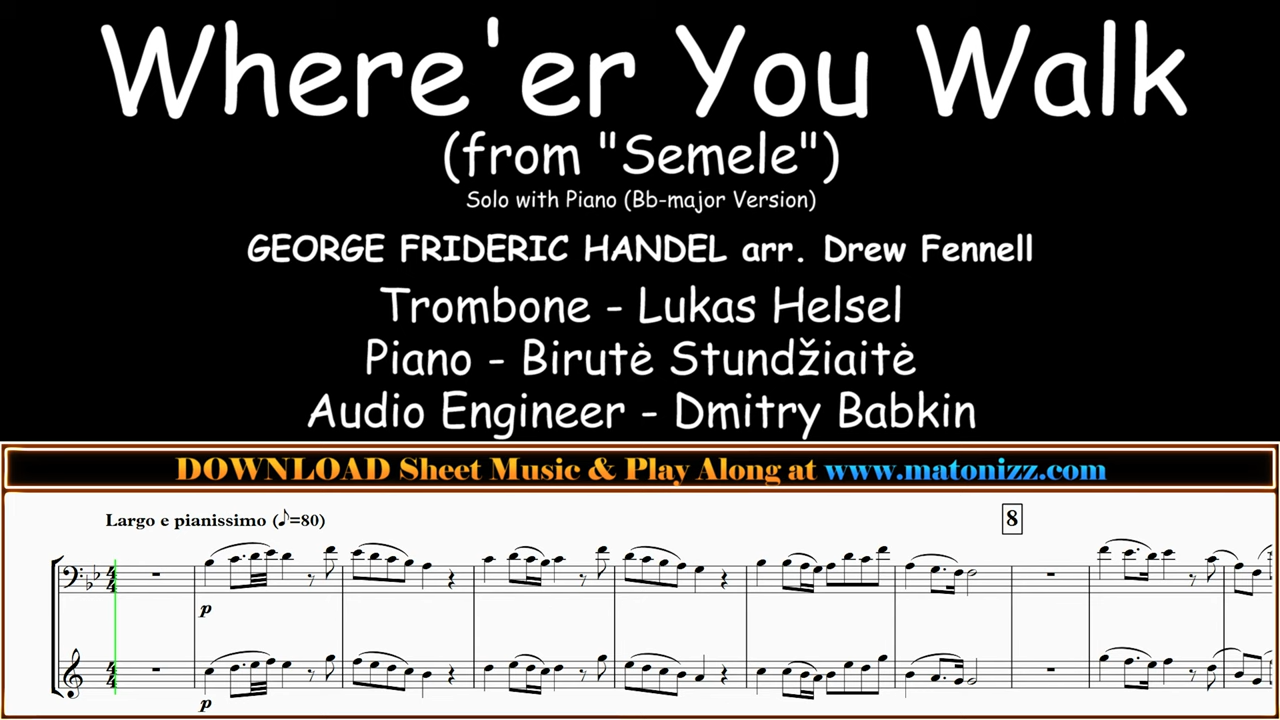 Where'er You Walk
(from "Semele")
Solo with Piano (Bb-major Version)
GEORGE FRIDERIC HANDEL arr. Drew Fennell
Trombone - Lukas Helsel
Piano - Birutė Stundžiaitė
Audio Engineer - Dmitry Babkin
DOWNLOAD Sheet Music & Play Along at www.matonizz.com
Largo e pianissimo (♪=80)
8
p
p